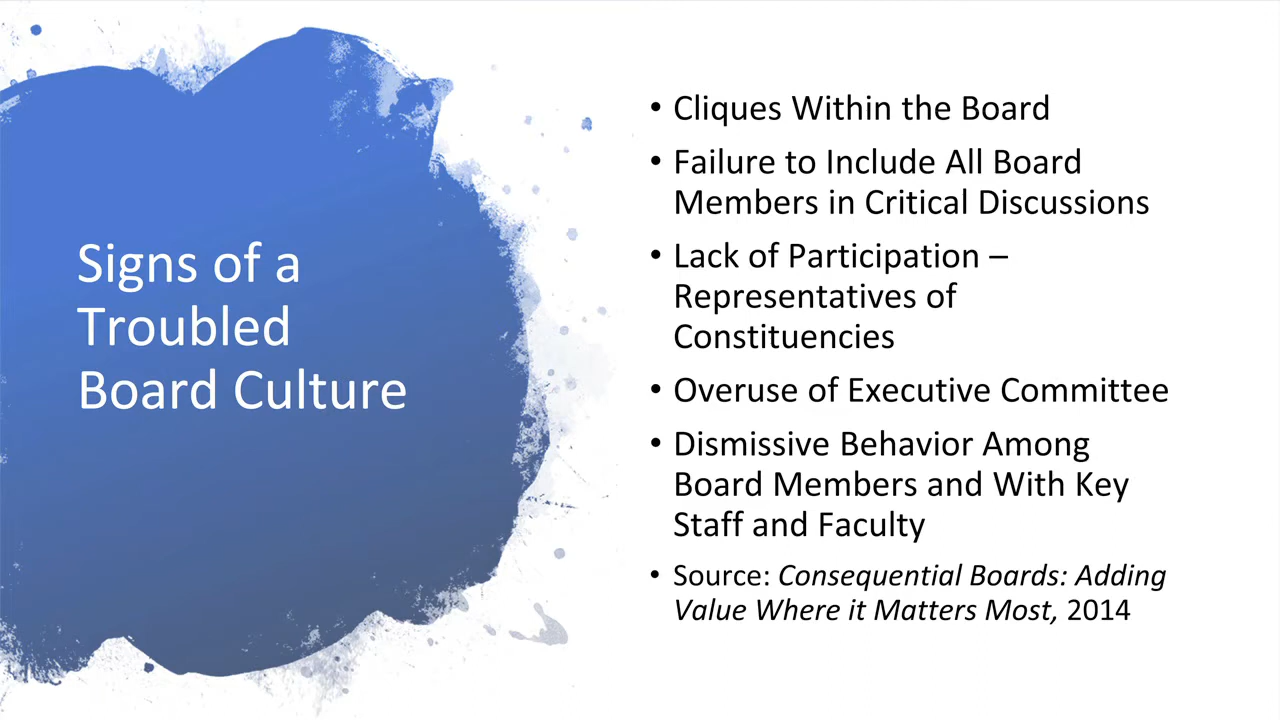 Signs of a
Troubled
Board Culture
• Cliques Within the Board
• Failure to Include All Board
Members in Critical Discussions
• Lack of Participation –
Representatives of
Constituencies
• Overuse of Executive Committee
• Dismissive Behavior Among
Board Members and With Key
Staff and Faculty
• Source: Consequential Boards: Adding
Value Where it Matters Most, 2014